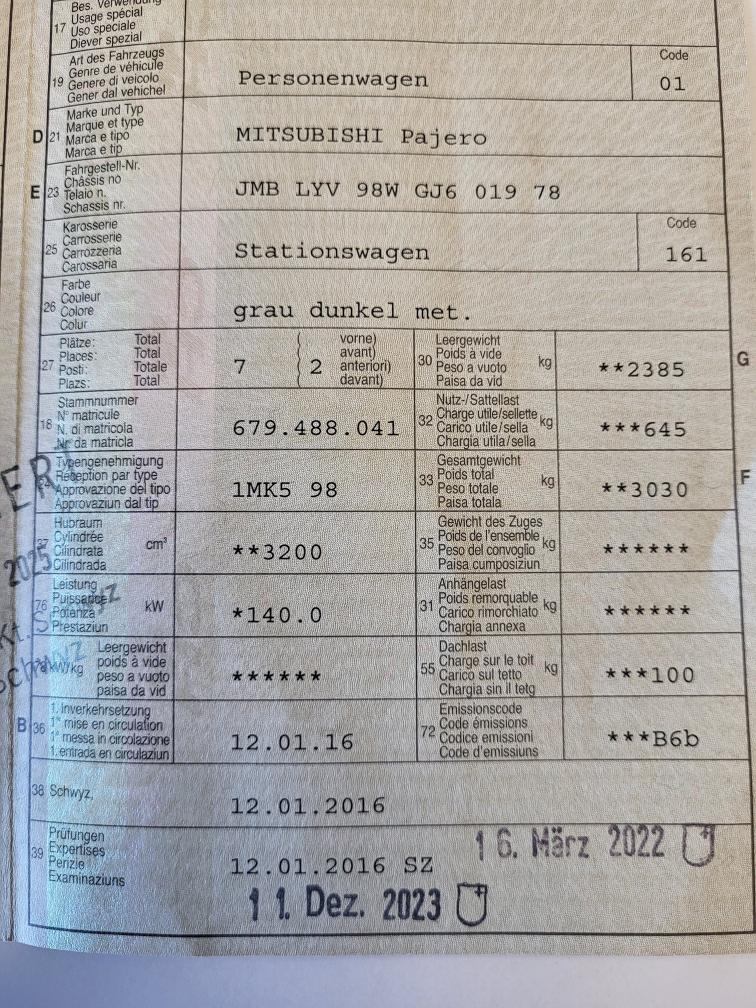 Bes. Verwendung
17 Usage spécial
Uso speciale
Diever spezial
19 Art des Fahrzeugs
Genre de véhicule
Genere di veicolo
Gener dal vehichel
Personenwagen
Code
01
D 21 Marke und Typ
Marque et type
Marca e tipo
Marca e tip
MITSUBISHI Pajero
E 23 Fahrgestell-Nr.
Châssis no
Telaio n.
Schassis nr.
JMB LYV 98W GJ6 019 78
25 Karosserie
Carrosserie
Carrozzeria
Carossaria
Stationswagen
Code
161
26 Farbe
Couleur
Colore
Colur
grau dunkel met.
27 Plätze: Total
Places: Total
Posti: Totale
Plazs: Total
7 ( 2 vorne)
avant)
anteriori)
( davant)
30 Leergewicht
Poids à vide
Peso a vuoto
Paisa da vid
kg
**2385
G
18 Stammnummer
N° matricule
N. di matricola
Nr. da matricla
679.488.041
32 Nutz-/Sattellast
Charge utile/sellette
Carico utile/sella
Chargia utila/sella
kg
***645
Typengenehmigung
Réception par type
Approvazione del tipo
Approvaziun dal tip
1MK5 98
33 Gesamtgewicht
Poids total
Peso totale
Paisa totala
kg
**3030
F
37 Hubraum
Cylindrée
Cilindrata
Cilindrada
cm³
**3200
35 Gewicht des Zuges
Poids de l'ensemble
Peso del convoglio
Paisa cumposiziun
kg
******
76 Leistung
Puissance
Potenza
Prestaziun
kW
*140.0
31 Anhängelast
Poids remorquable
Carico rimorchiato
Chargia annexa
kg
******
kW/kg
Leergewicht
poids à vide
peso a vuoto
paisa da vid
******
55 Dachlast
Charge sur le toit
Carico sul tetto
Chargia sin il tetg
kg
***100
B 36 1. Inverkehrsetzung
1re mise en circulation
1a messa in circolazione
1. entrada en circulaziun
12.01.16
72 Emissionscode
Code émissions
Codice emissioni
Code d'emissiuns
***B6b
38 Schwyz,
12.01.2016
39 Prüfungen
Expertises
Perizie
Examinaziuns
12.01.2016 SZ
16. März 2022
11. Dez. 2023
2025
Kt. Schwyz